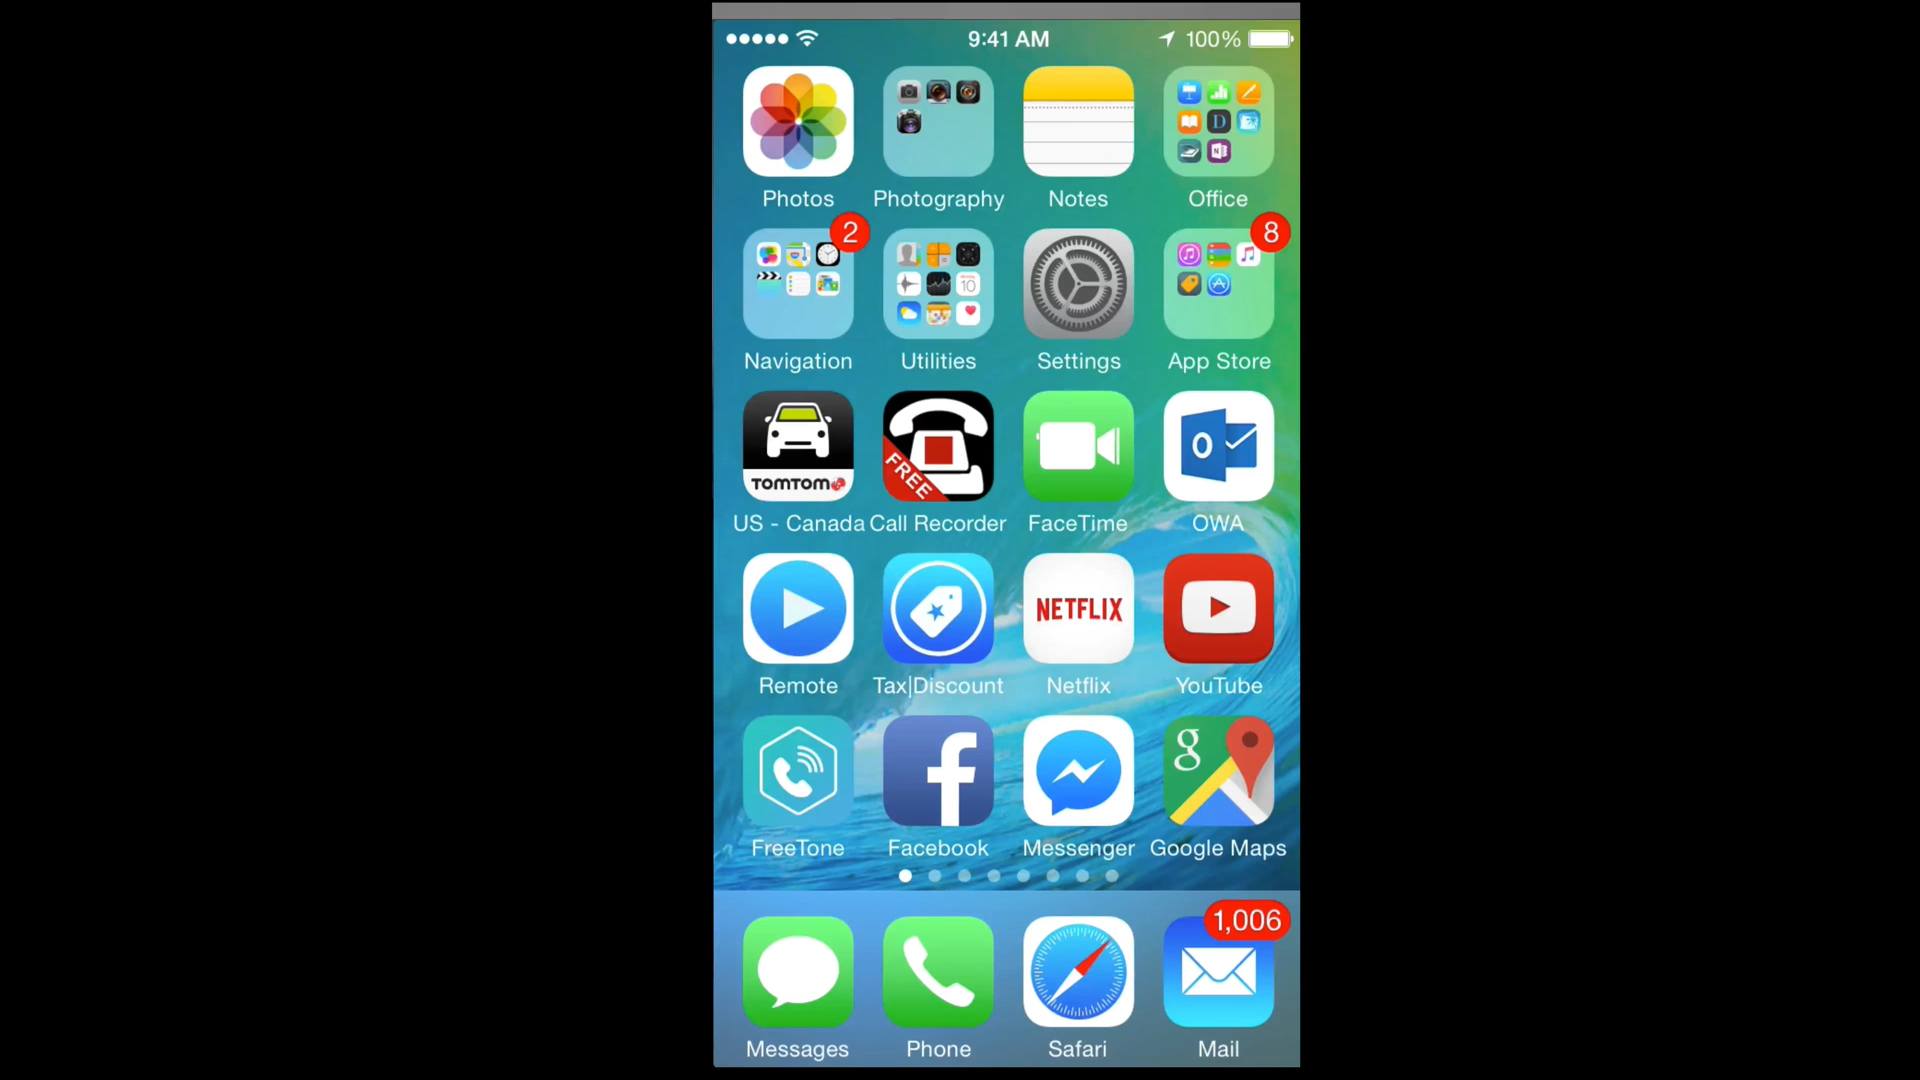 9:41 AM 100%
Photos Photography Notes Office
2 8
10
Navigation Utilities Settings App Store
FREE
TOMTOM
US - Canada Call Recorder FaceTime OWA
NETFLIX
Remote Tax|Discount Netflix YouTube
g
FreeTone Facebook Messenger Google Maps
1,006
Messages Phone Safari Mail